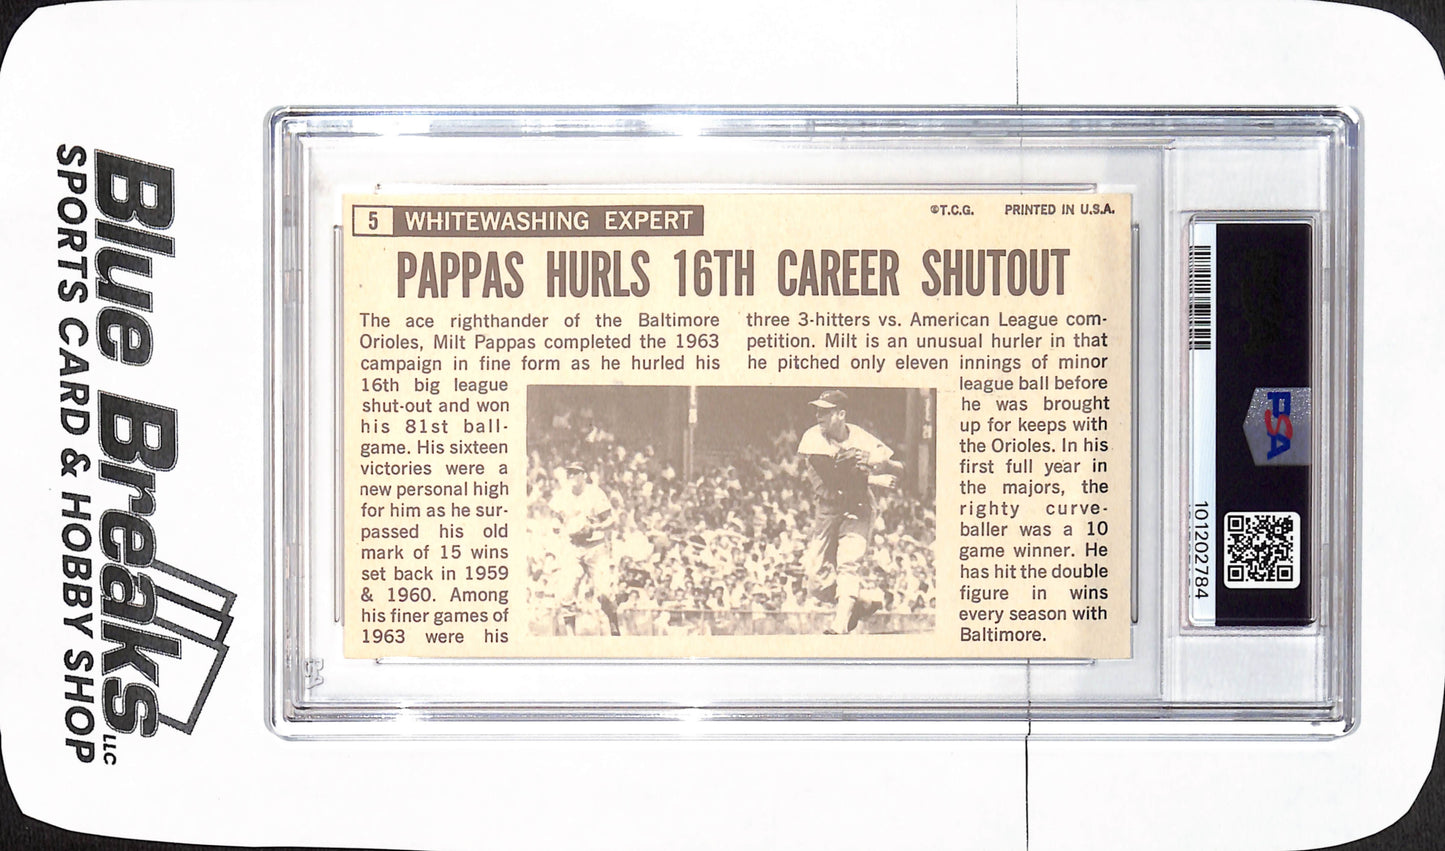 Blue Breaks LLC
SPORTS CARD & HOBBY SHOP
5 WHITEWASHING EXPERT
©T.C.G. PRINTED IN U.S.A.
PAPPAS HURLS 16TH CAREER SHUTOUT
The ace righthander of the Baltimore
Orioles, Milt Pappas completed the 1963
campaign in fine form as he hurled his
16th big league
shut-out and won
his 81st ball-
game. His sixteen
victories were a
new personal high
for him as he sur-
passed his old
mark of 15 wins
set back in 1959
& 1960. Among
his finer games of
1963 were his
three 3-hitters vs. American League com-
petition. Milt is an unusual hurler in that
he pitched only eleven innings of minor
league ball before
he was brought
up for keeps with
the Orioles. In his
first full year in
the majors, the
righty curve-
baller was a 10
game winner. He
has hit the double
figure in wins
every season with
Baltimore.
PSA
101202784